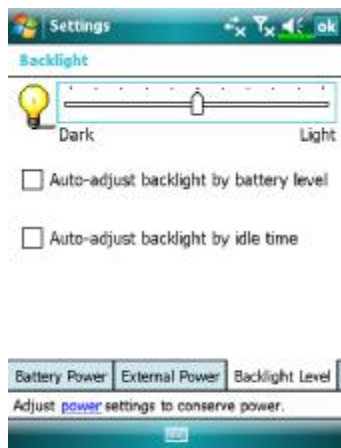 Settings
ok
Backlight
Dark Light
Auto-adjust backlight by battery level
Auto-adjust backlight by idle time
Battery Power External Power Backlight Level
Adjust power settings to conserve power.